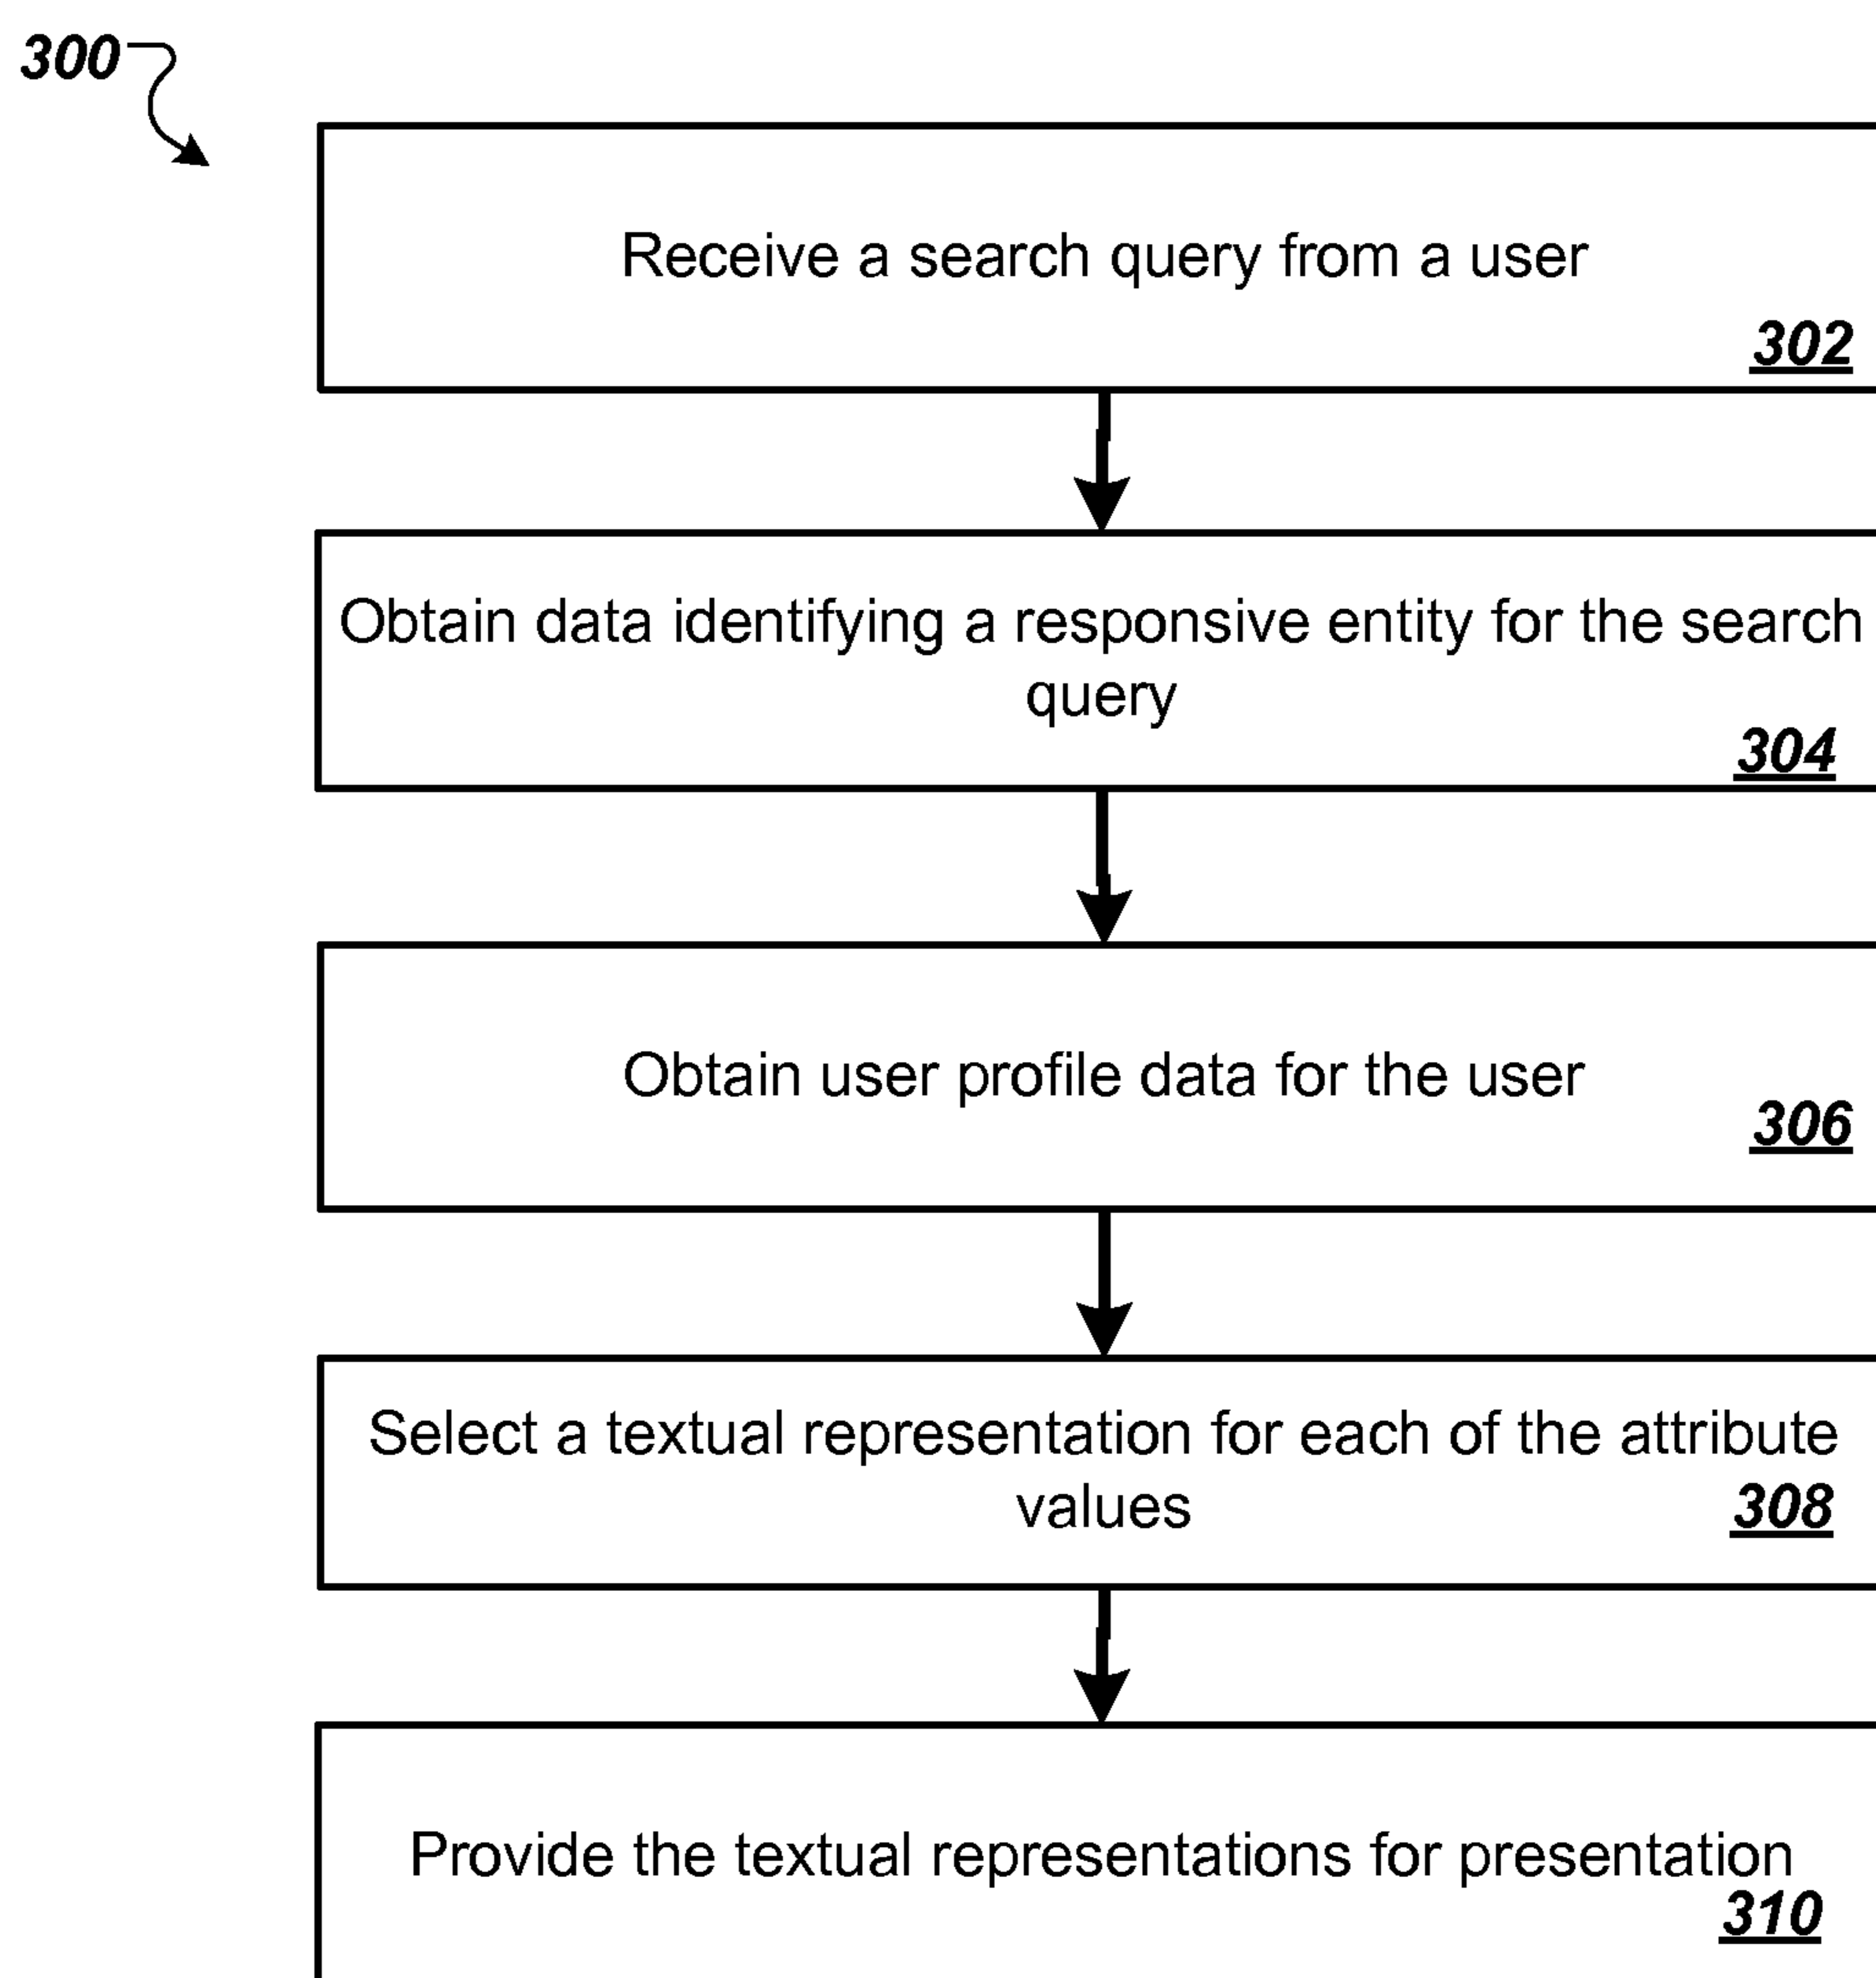 300
Receive a search query from a user
302
Obtain data identifying a responsive entity for the search
query
304
Obtain user profile data for the user
306
Select a textual representation for each of the attribute
values
308
Provide the textual representations for presentation
310